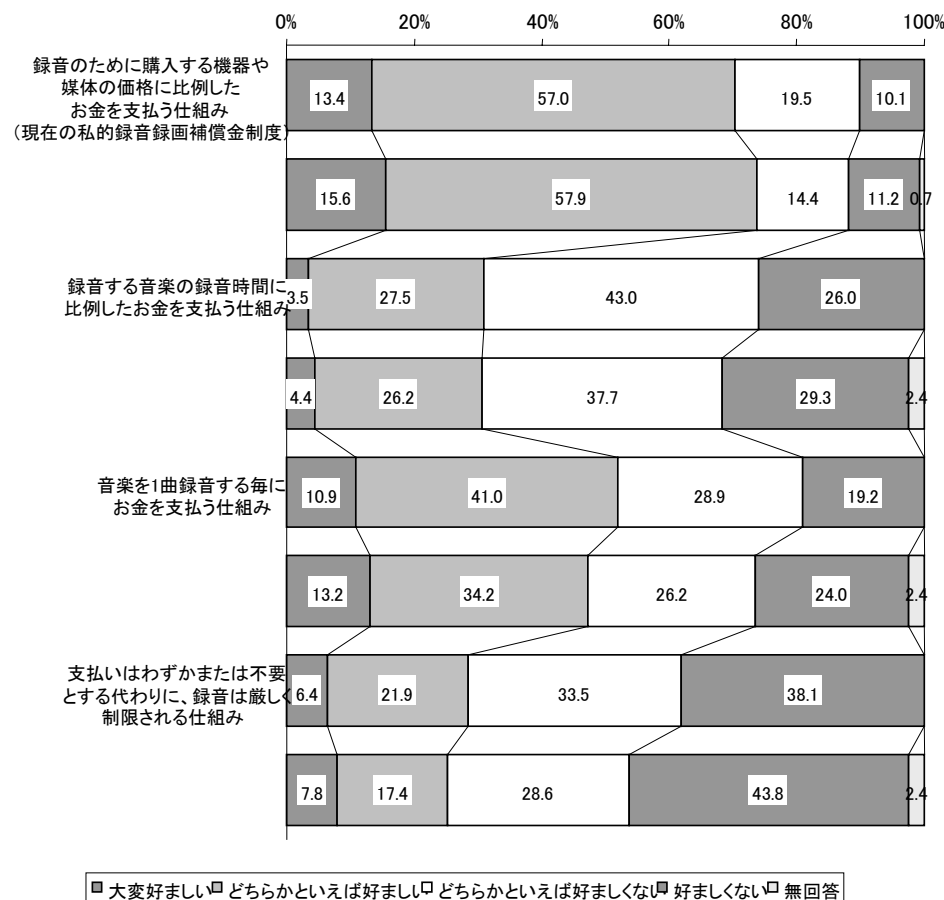 0% 20% 40% 60% 80% 100%
録音のために購入する機器や
媒体の価格に比例した
お金を支払う仕組み
(現在の私的録音録画補償金制度)
13.4 57.0 19.5 10.1
15.6 57.9 14.4 11.2 0.7
録音する音楽の録音時間に
比例したお金を支払う仕組み
3.5 27.5 43.0 26.0
4.4 26.2 37.7 29.3 2.4
音楽を1曲録音する毎に
お金を支払う仕組み
10.9 41.0 28.9 19.2
13.2 34.2 26.2 24.0 2.4
支払いはわずかまたは不要
とする代わりに、録音は厳しく
制限される仕組み
6.4 21.9 33.5 38.1
7.8 17.4 28.6 43.8 2.4
大変好ましい どちらかといえば好ましい どちらかといえば好ましくない 好ましくない 無回答